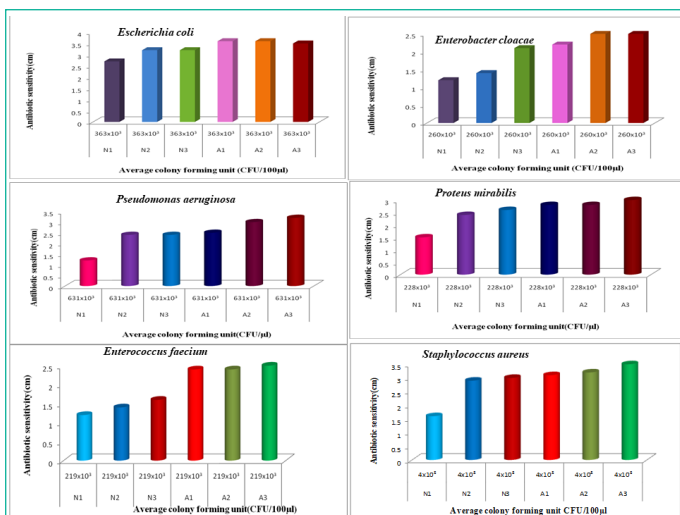 Escherichia coli
Antibiotic sensitivity(cm)
4
3.5
3
2.5
2
1.5
1
0.5
0
363x10³ 363x10³ 363x10³ 363x10³ 363x10³ 363x10³
N1 N2 N3 A1 A2 A3
Average colony forming unit (CFU/100µl)
Enterobacter cloacae
Antibiotic sensitivity(cm)
2.5
2
1.5
1
0.5
0
260x10³ 260x10³ 260x10³ 260x10³ 260x10³ 260x10³
N1 N2 N3 A1 A2 A3
Average colony forming unit (CFU/100µl)
Pseudomonas aeruginosa
Antibiotic sensitivity(cm)
3.5
3
2.5
2
1.5
1
0.5
0
631x10³ 631x10³ 631x10³ 631x10³ 631x10³ 631x10³
N1 N2 N3 A1 A2 A3
Average colony forming unit(CFU/µl)
Proteus mirabilis
Antibiotic sensitivity(cm)
3
2.5
2
1.5
1
0.5
0
228x10³ 228x10³ 228x10³ 228x10³ 228x10³ 228x10³
N1 N2 N3 A1 A2 A3
Average colony forming unit(CFU/µl)
Enterococcus faecium
Antibiotic sensitivity(cm)
2.5
2
1.5
1
0.5
0
219x10³ 219x10³ 219x10³ 219x10³ 219x10³ 219x10³
N1 N2 N3 A1 A2 A3
Average colony forming unit(CFU/100µl)
Staphylococcus aureus
Antibiotic sensitivity(cm)
3.5
3
2.5
2
1.5
1
0.5
0
N1 N2 N3 A1 A2 A3
Average colony forming unit CFU/100µl